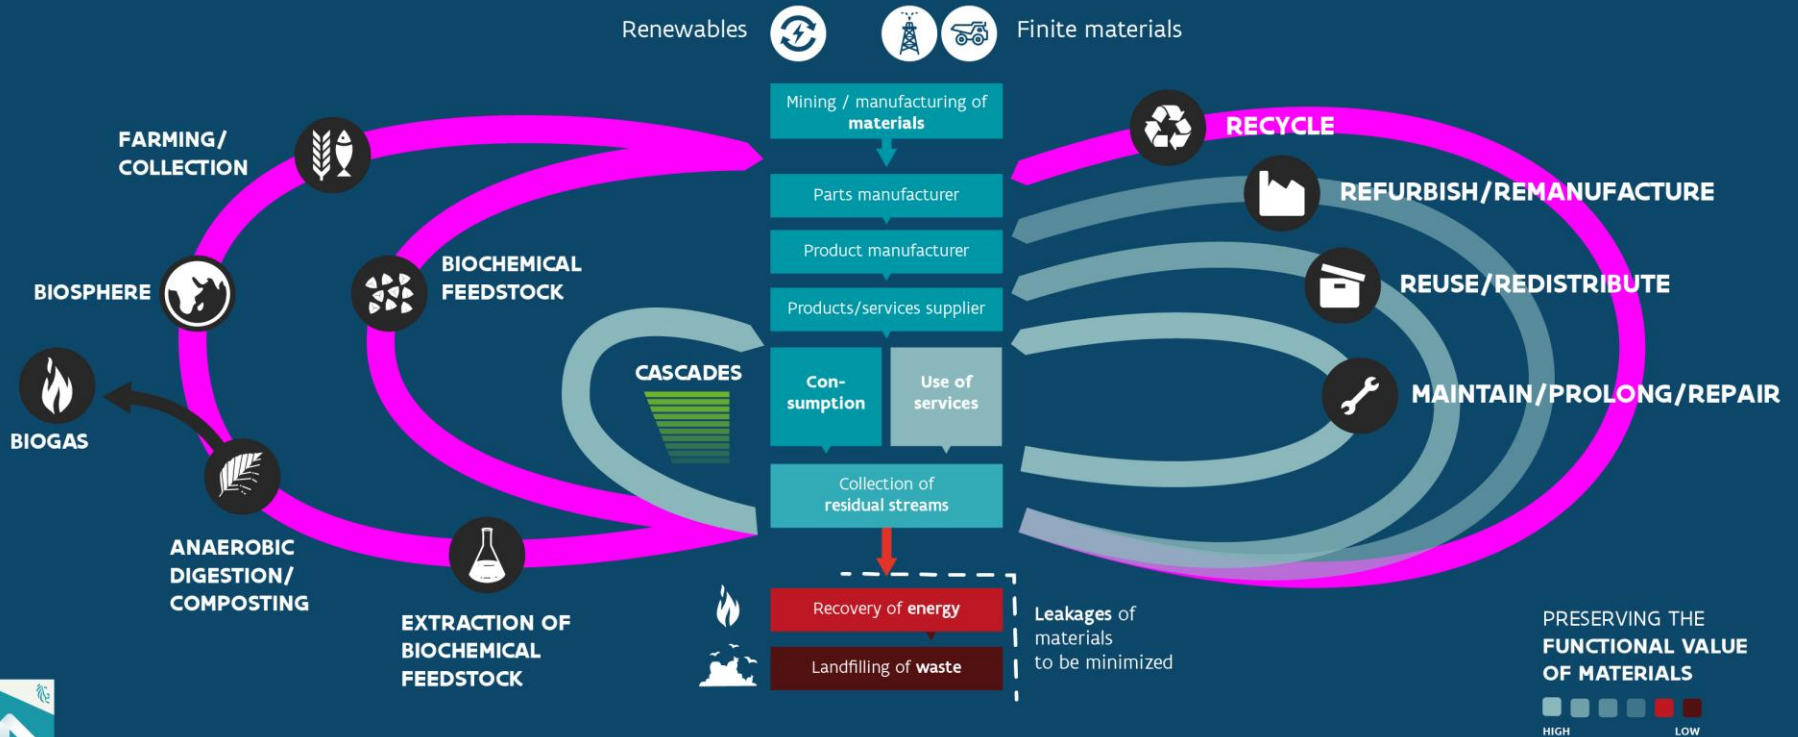 Renewables
Finite materials
Mining / manufacturing of
materials
Parts manufacturer
Product manufacturer
Products/services supplier
Con-
sumption
Use of
services
Collection of
residual streams
Recovery of energy
Landfilling of waste
Leakages of
materials
to be minimized
FARMING/
COLLECTION
BIOSPHERE
BIOCHEMICAL
FEEDSTOCK
CASCADES
BIOGAS
ANAEROBIC
DIGESTION/
COMPOSTING
EXTRACTION OF
BIOCHEMICAL
FEEDSTOCK
RECYCLE
REFURBISH/REMANUFACTURE
REUSE/REDISTRIBUTE
MAINTAIN/PROLONG/REPAIR
PRESERVING THE
FUNCTIONAL VALUE
OF MATERIALS
HIGH
LOW